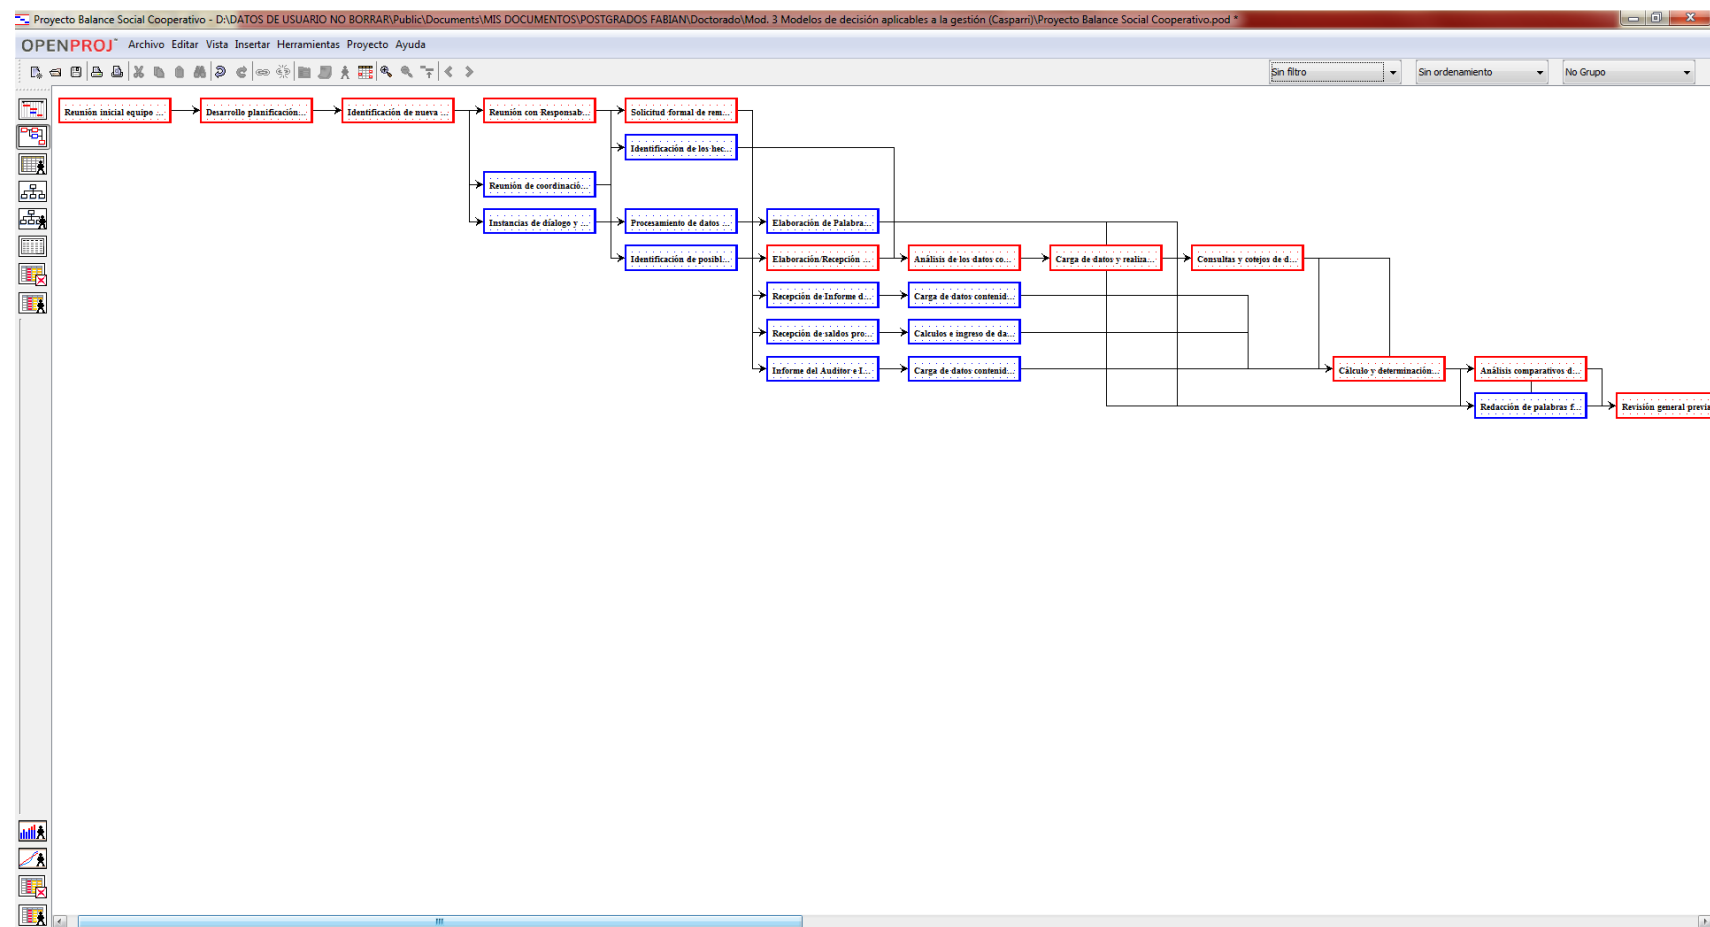 Proyecto Balance Social Cooperativo - D:\DATOS DE USUARIO NO BORRAR\Public\Documents\MIS DOCUMENTOS\POSTGRADOS FABIAN\Doctorado\Mod. 3 Modelos de decisión aplicables a la gestión (Casparri)\Proyecto Balance Social Cooperativo.pod *
OPENPROJ Archivo Editar Vista Insertar Herramientas Proyecto Ayuda
Sin filtro Sin ordenamiento No Grupo
Reunión inicial equipo ... Desarrollo planificación... Identificación de nueva ... Reunión con Responsab... Solicitud formal de rem...
Identificación de los hec...
Reunión de coordinació...
Instancias de díalogo y ... Procesamiento de datos ... Elaboración de Palabra...
Identificación de posibl... Elaboración/Recepción ... Análisis de los datos co... Carga de datos y realiza... Consultas y cotejos de d...
Recepción de Informe d... Carga de datos contenid...
Recepción de saldos pro... Calculos e ingreso de da...
Informe del Auditor e I... Carga de datos contenid... Cálculo y determinación... Análisis comparativos d...
Redacción de palabras f... Revisión general previa